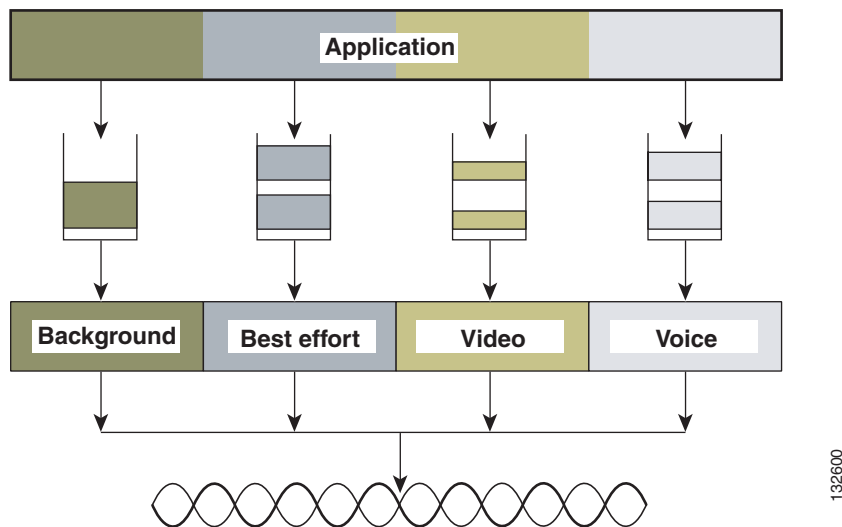 Application
Background
Best effort
Video
Voice
132600